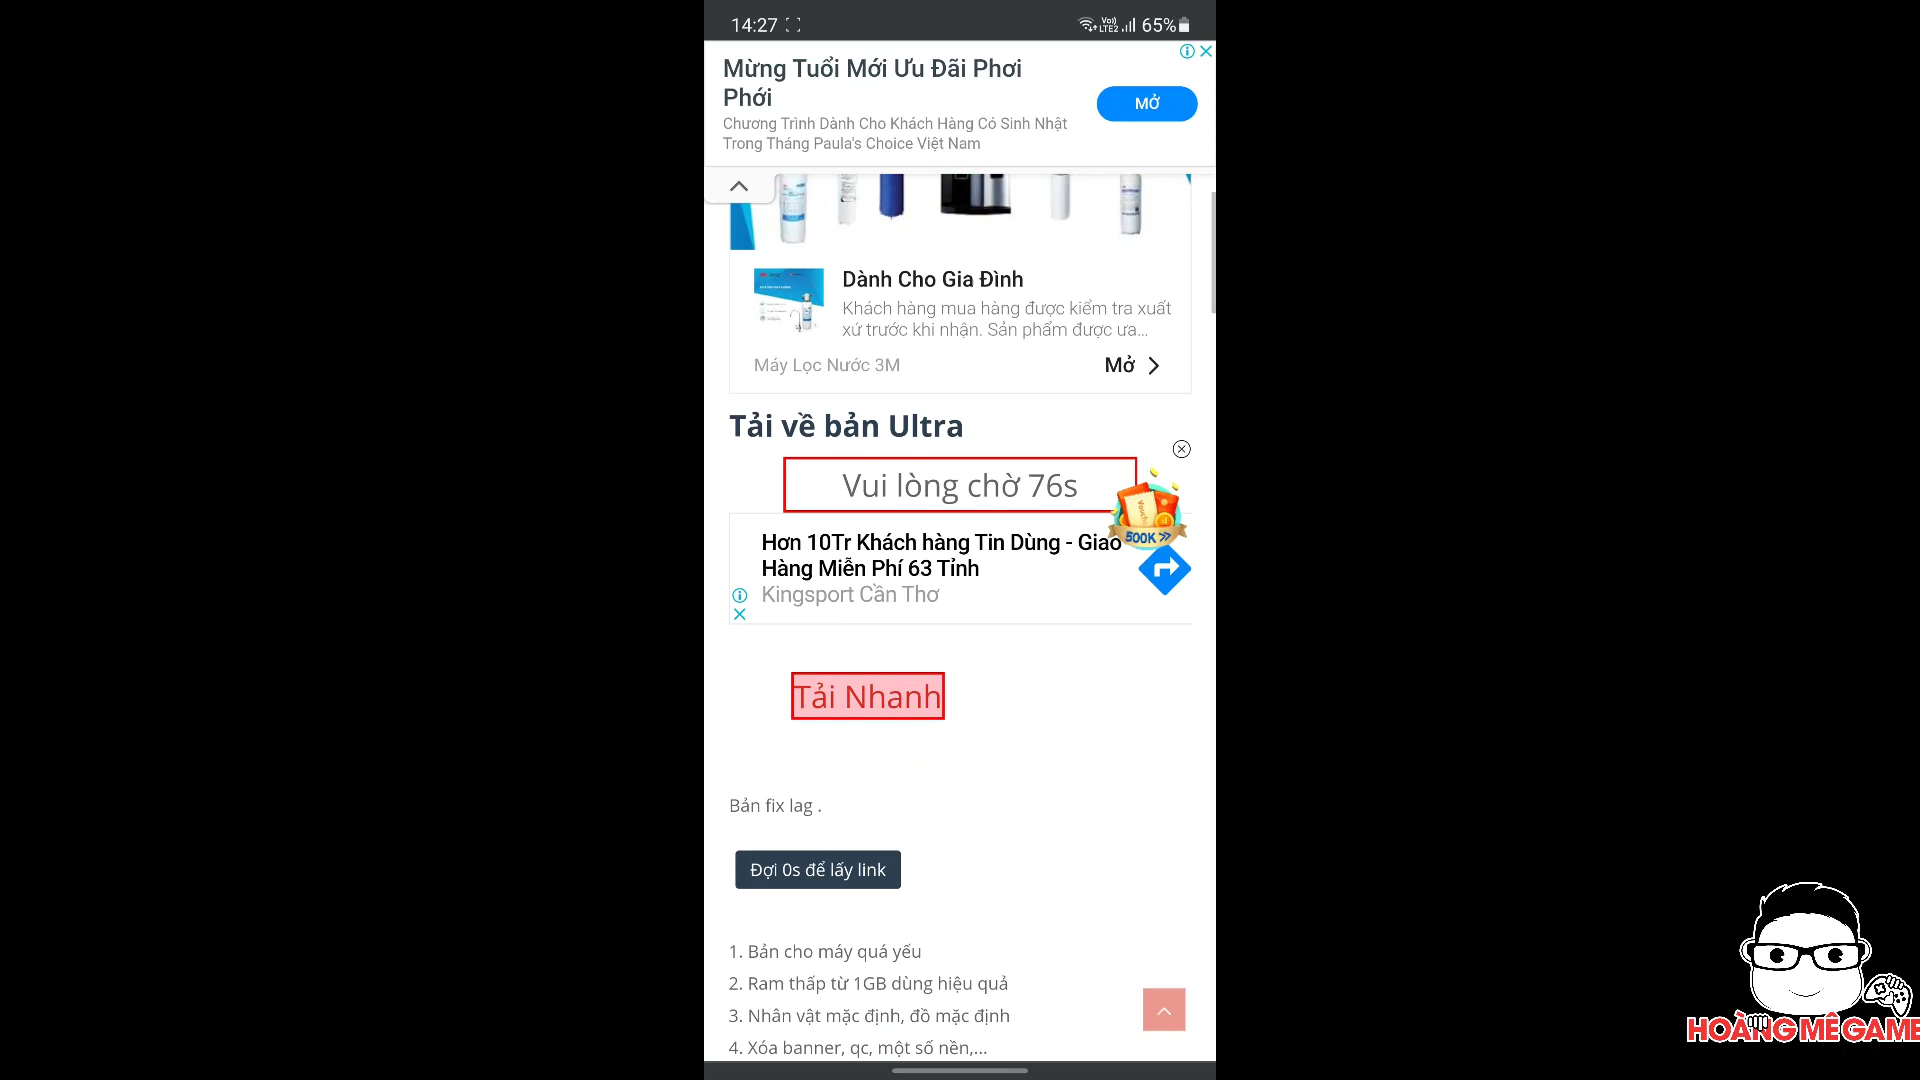 14:27
Vo))
LTE2
65%
Mừng Tuổi Mới Ưu Đãi Phơi
Phới
Chương Trình Dành Cho Khách Hàng Có Sinh Nhật
Trong Tháng Paula's Choice Việt Nam
MỞ
Dành Cho Gia Đình
Khách hàng mua hàng được kiểm tra xuất
xứ trước khi nhận. Sản phẩm được ưa...
Máy Lọc Nước 3M
Mở
Tải về bản Ultra
Vui lòng chờ 76s
Voucher
500K
Hơn 10Tr Khách hàng Tin Dùng - Giao
Hàng Miễn Phí 63 Tỉnh
Kingsport Cần Thơ
Tải Nhanh
Bản fix lag .
Đợi 0s để lấy link
1. Bản cho máy quá yếu
2. Ram thấp từ 1GB dùng hiệu quả
3. Nhân vật mặc định, đồ mặc định
4. Xóa banner, qc, một số nền,...
HOÀNG MÊ GAME